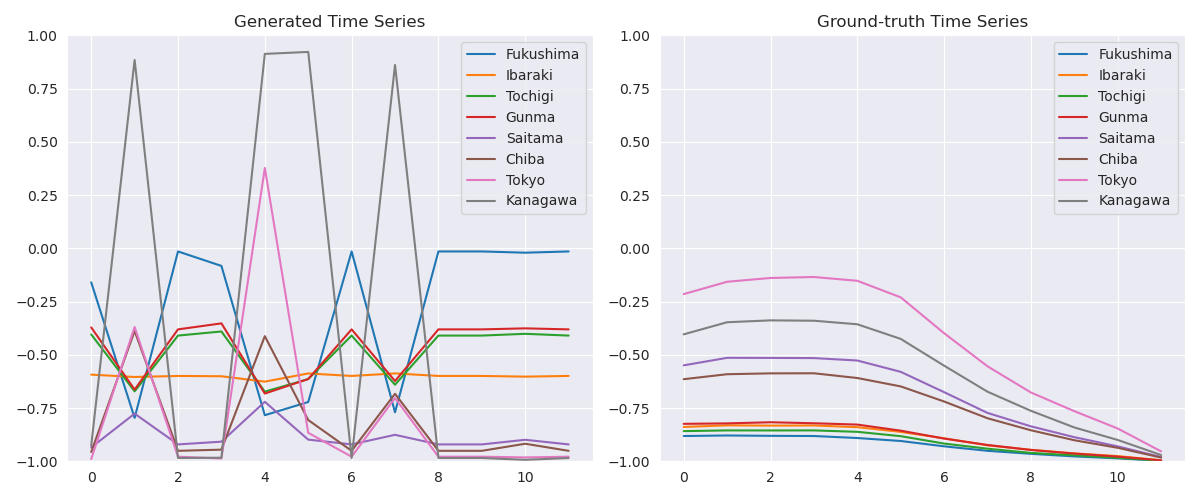 Generated Time Series
1.00
0.75
0.50
0.25
0.00
−0.25
−0.50
−0.75
−1.00
0
2
4
6
8
10
Fukushima
Ibaraki
Tochigi
Gunma
Saitama
Chiba
Tokyo
Kanagawa
Ground-truth Time Series
1.00
0.75
0.50
0.25
0.00
−0.25
−0.50
−0.75
−1.00
0
2
4
6
8
10
Fukushima
Ibaraki
Tochigi
Gunma
Saitama
Chiba
Tokyo
Kanagawa